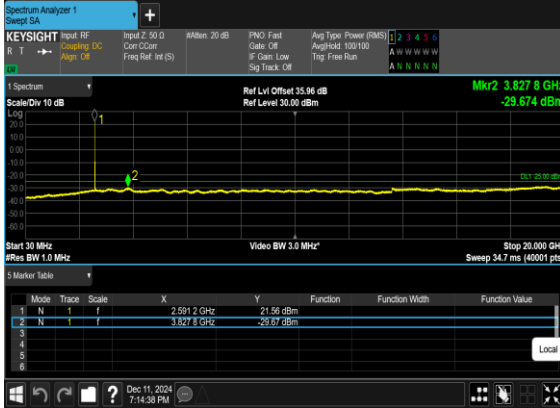 Spectrum Analyzer 1
Swept SA
+
KEYSIGHT Input: RF Input Z: 50 Ω #Atten: 20 dB PNO: Fast Avg Type: Power (RMS) 1 2 3 4 5 6
R T Coupling: DC Corr CCorr Gate: Off Avg|Hold: 100/100 A W W W W W
Align: Off Freq Ref: Int (S) IF Gain: Low Trig: Free Run
Sig Track: Off A N N N N N
1 Spectrum Ref Lvl Offset 35.96 dB Mkr2 3.827 8 GHz
Scale/Div 10 dB Ref Level 30.00 dBm -29.674 dBm
Log
20.0
10.0
0.00
-10.0
-20.0
-30.0
-40.0
-50.0
-60.0
1
2
DL1 -25.00 dBm
Start 30 MHz Video BW 3.0 MHz* Stop 20.000 GHz
#Res BW 1.0 MHz Sweep 34.7 ms (40001 pts)
5 Marker Table
Mode Trace Scale X Y Function Function Width Function Value
1 N 1 f 2.591 2 GHz 21.56 dBm
2 N 1 f 3.827 8 GHz -29.67 dBm
3
4
5
6
Local
? Dec 11, 2024
7:14:38 PM